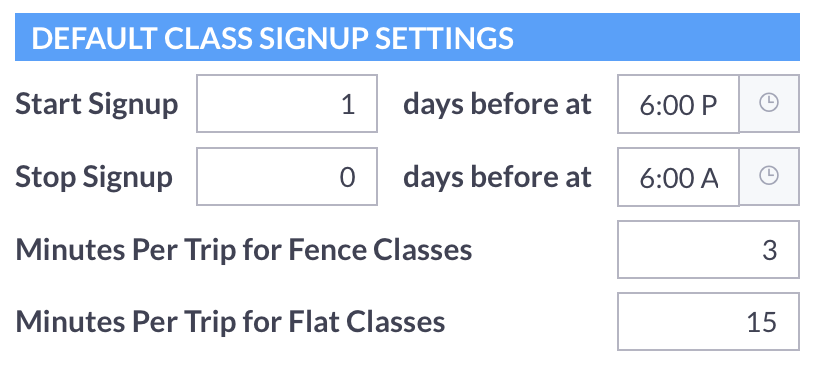 DEFAULT CLASS SIGNUP SETTINGS
Start Signup 1 days before at 6:00 P
Stop Signup 0 days before at 6:00 A
Minutes Per Trip for Fence Classes 3
Minutes Per Trip for Flat Classes 15